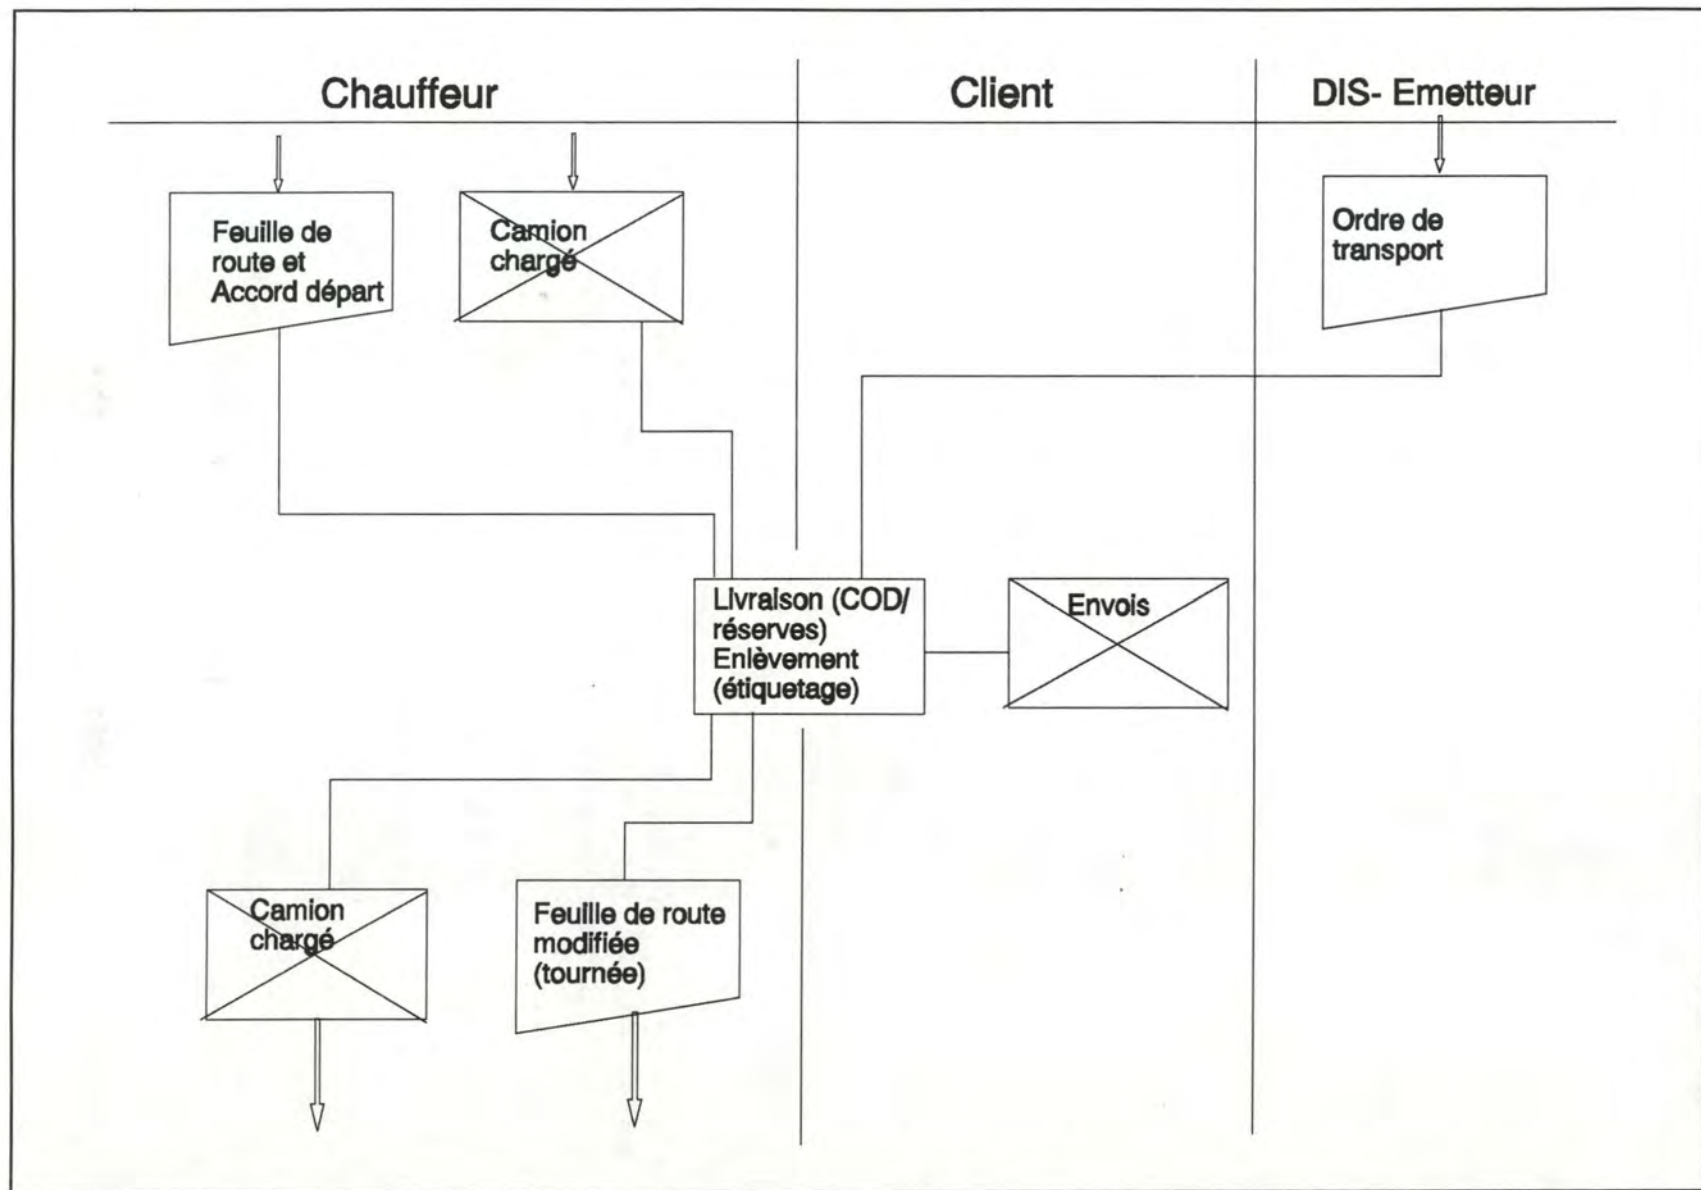 Chauffeur
Client
DIS- Emetteur
Feuille de
route et
Accord départ
Camion
chargé
Ordre de
transport
Livraison (COD/
réserves)
Enlèvement
(étiquetage)
Envois
Camion
chargé
Feuille de route
modifiée
(tournée)